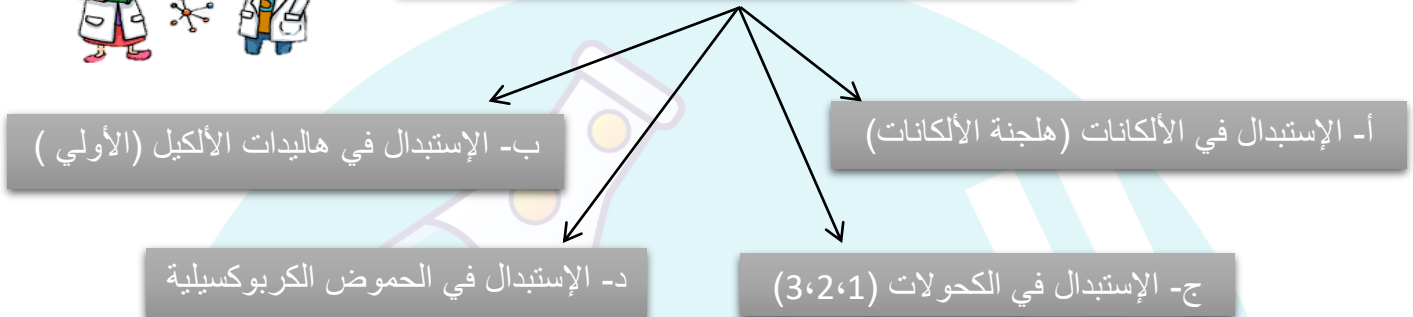 أ- الإستبدال في الألكانات (هلجنة الألكانات)
ب- الإستبدال في هاليدات الألكيل (الأولي )
ج- الإستبدال في الكحولات (3،2،1)
د- الإستبدال في الحموض الكربوكسيلية